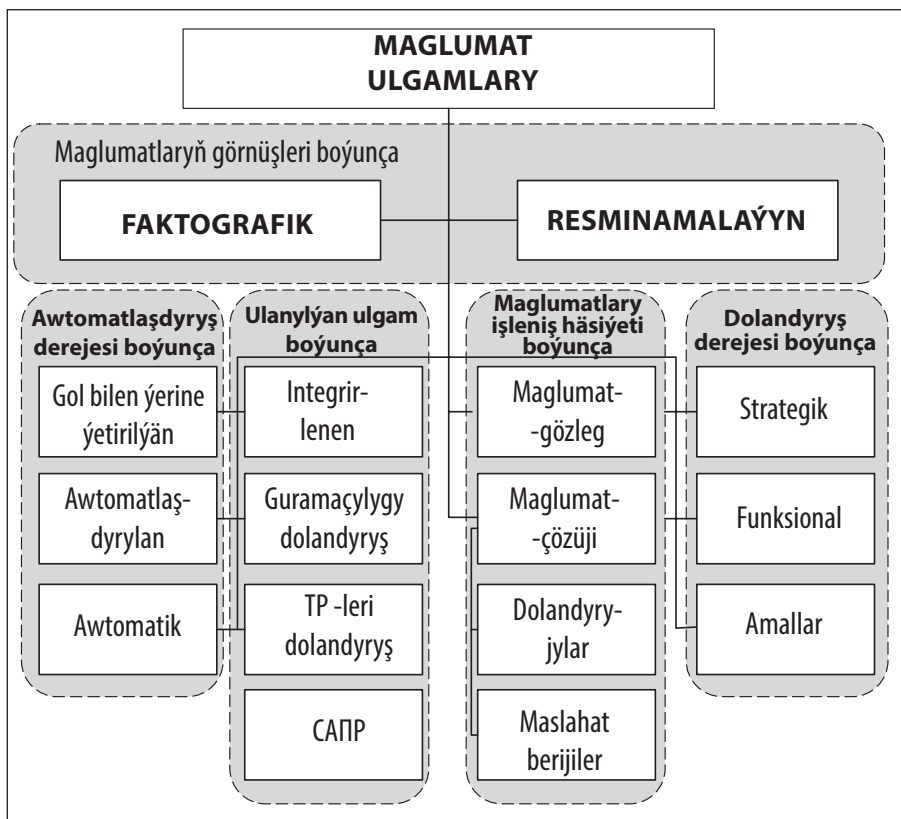 MAGLUMAT
ULGAMLARY
Maglumatlaryň görnüşleri boýunça
FAKTOGRAFIK
RESMINAMALAÝYN
Awtomatlaşdyryş
derejesi boýunça
Gol bilen ýerine
ýetirilýän
Awtomatlaş-
dyrylan
Awtomatik
Ulanylýan ulgam
boýunça
Integrir-
lenen
Guramaçylygy
dolandyryş
TP -leri
dolandyryş
САПР
Maglumatlary
işleniş häsiýeti
boýunça
Maglumat-
-gözleg
Maglumat-
-çözüji
Dolandyry-
jylar
Maslahat
berijiler
Dolandyryş
derejesi boýunça
Strategik
Funksional
Amallar